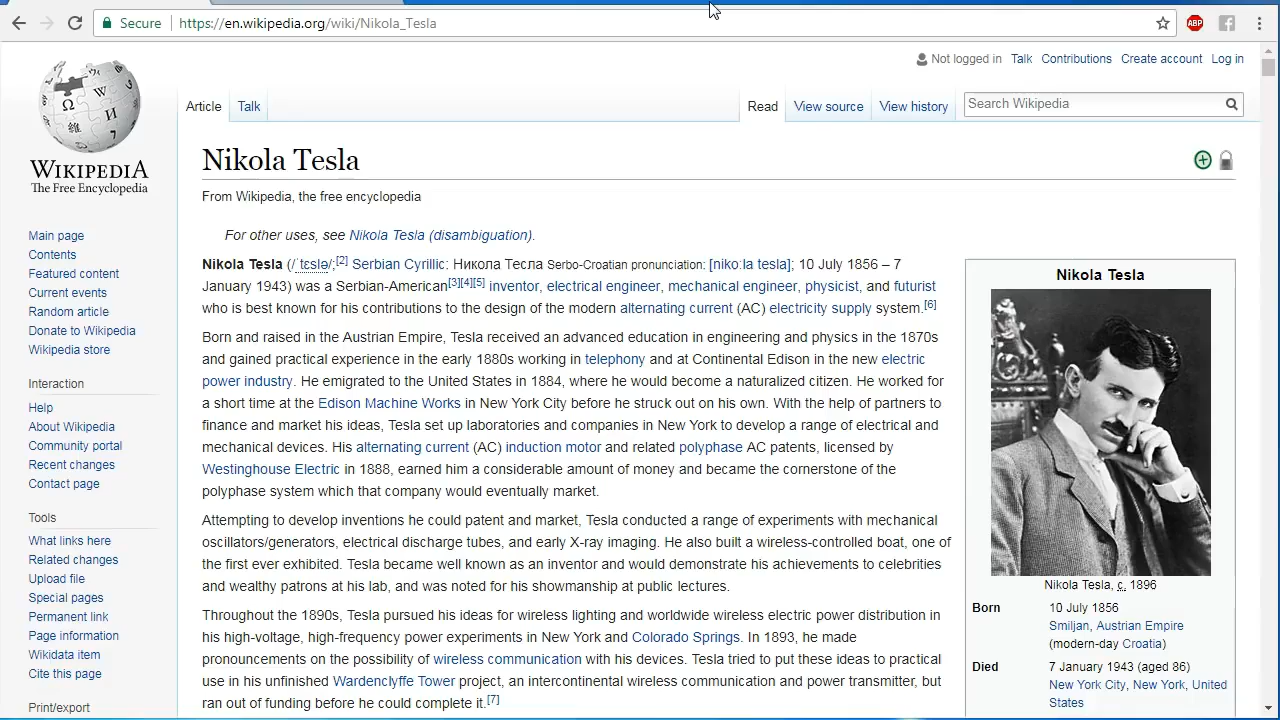 Secure https://en.wikipedia.org/wiki/Nikola_Tesla
ABP
Not logged in Talk Contributions Create account Log in
Article Talk Read View source View history Search Wikipedia
WIKIPEDIA
The Free Encyclopedia
Main page
Contents
Featured content
Current events
Random article
Donate to Wikipedia
Wikipedia store
Interaction
Help
About Wikipedia
Community portal
Recent changes
Contact page
Tools
What links here
Related changes
Upload file
Special pages
Permanent link
Page information
Wikidata item
Cite this page
Print/export
Nikola Tesla
From Wikipedia, the free encyclopedia
For other uses, see Nikola Tesla (disambiguation).
Nikola Tesla (/ˈtɛslə/;[2] Serbian Cyrillic: Никола Тесла Serbo-Croatian pronunciation: [nikoːla tesla]; 10 July 1856 – 7
January 1943) was a Serbian-American[3][4][5] inventor, electrical engineer, mechanical engineer, physicist, and futurist
who is best known for his contributions to the design of the modern alternating current (AC) electricity supply system.[6]
Born and raised in the Austrian Empire, Tesla received an advanced education in engineering and physics in the 1870s
and gained practical experience in the early 1880s working in telephony and at Continental Edison in the new electric
power industry. He emigrated to the United States in 1884, where he would become a naturalized citizen. He worked for
a short time at the Edison Machine Works in New York City before he struck out on his own. With the help of partners to
finance and market his ideas, Tesla set up laboratories and companies in New York to develop a range of electrical and
mechanical devices. His alternating current (AC) induction motor and related polyphase AC patents, licensed by
Westinghouse Electric in 1888, earned him a considerable amount of money and became the cornerstone of the
polyphase system which that company would eventually market.
Attempting to develop inventions he could patent and market, Tesla conducted a range of experiments with mechanical
oscillators/generators, electrical discharge tubes, and early X-ray imaging. He also built a wireless-controlled boat, one of
the first ever exhibited. Tesla became well known as an inventor and would demonstrate his achievements to celebrities
and wealthy patrons at his lab, and was noted for his showmanship at public lectures.
Throughout the 1890s, Tesla pursued his ideas for wireless lighting and worldwide wireless electric power distribution in
his high-voltage, high-frequency power experiments in New York and Colorado Springs. In 1893, he made
pronouncements on the possibility of wireless communication with his devices. Tesla tried to put these ideas to practical
use in his unfinished Wardenclyffe Tower project, an intercontinental wireless communication and power transmitter, but
ran out of funding before he could complete it.[7]
Nikola Tesla
Nikola Tesla, c. 1896
Born 10 July 1856
Smiljan, Austrian Empire
(modern-day Croatia)
Died 7 January 1943 (aged 86)
New York City, New York, United
States